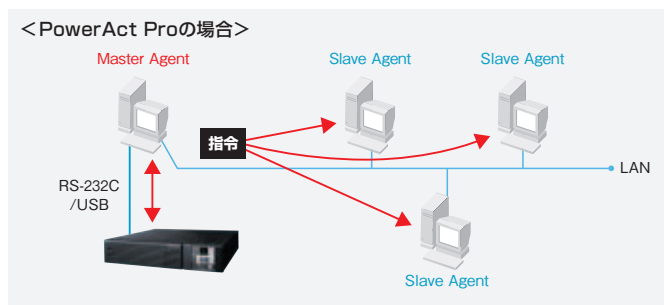 ＜PowerAct Proの場合＞
Master Agent
Slave Agent
Slave Agent
指令
LAN
RS-232C
/USB
Slave Agent